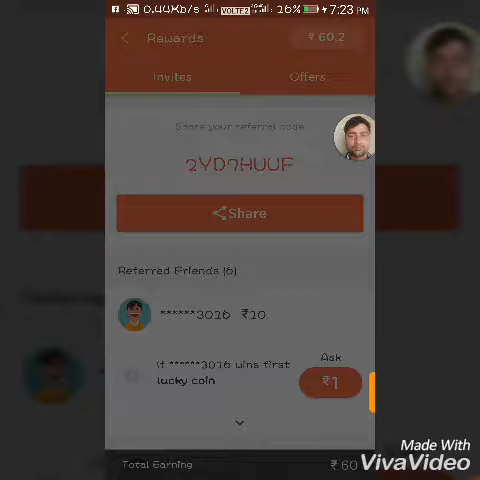 0.44Kb/s VOLTE2 26% 7:23 PM
Rewards ₹ 60.2
Invites Offers
Share your referral code
2YD7HUUF
Share
Referred Friends (6)
******3026 ₹10
If ******3026 wins first
lucky coin
Ask
₹1
Total Earning ₹ 60
Made With
VivaVideo